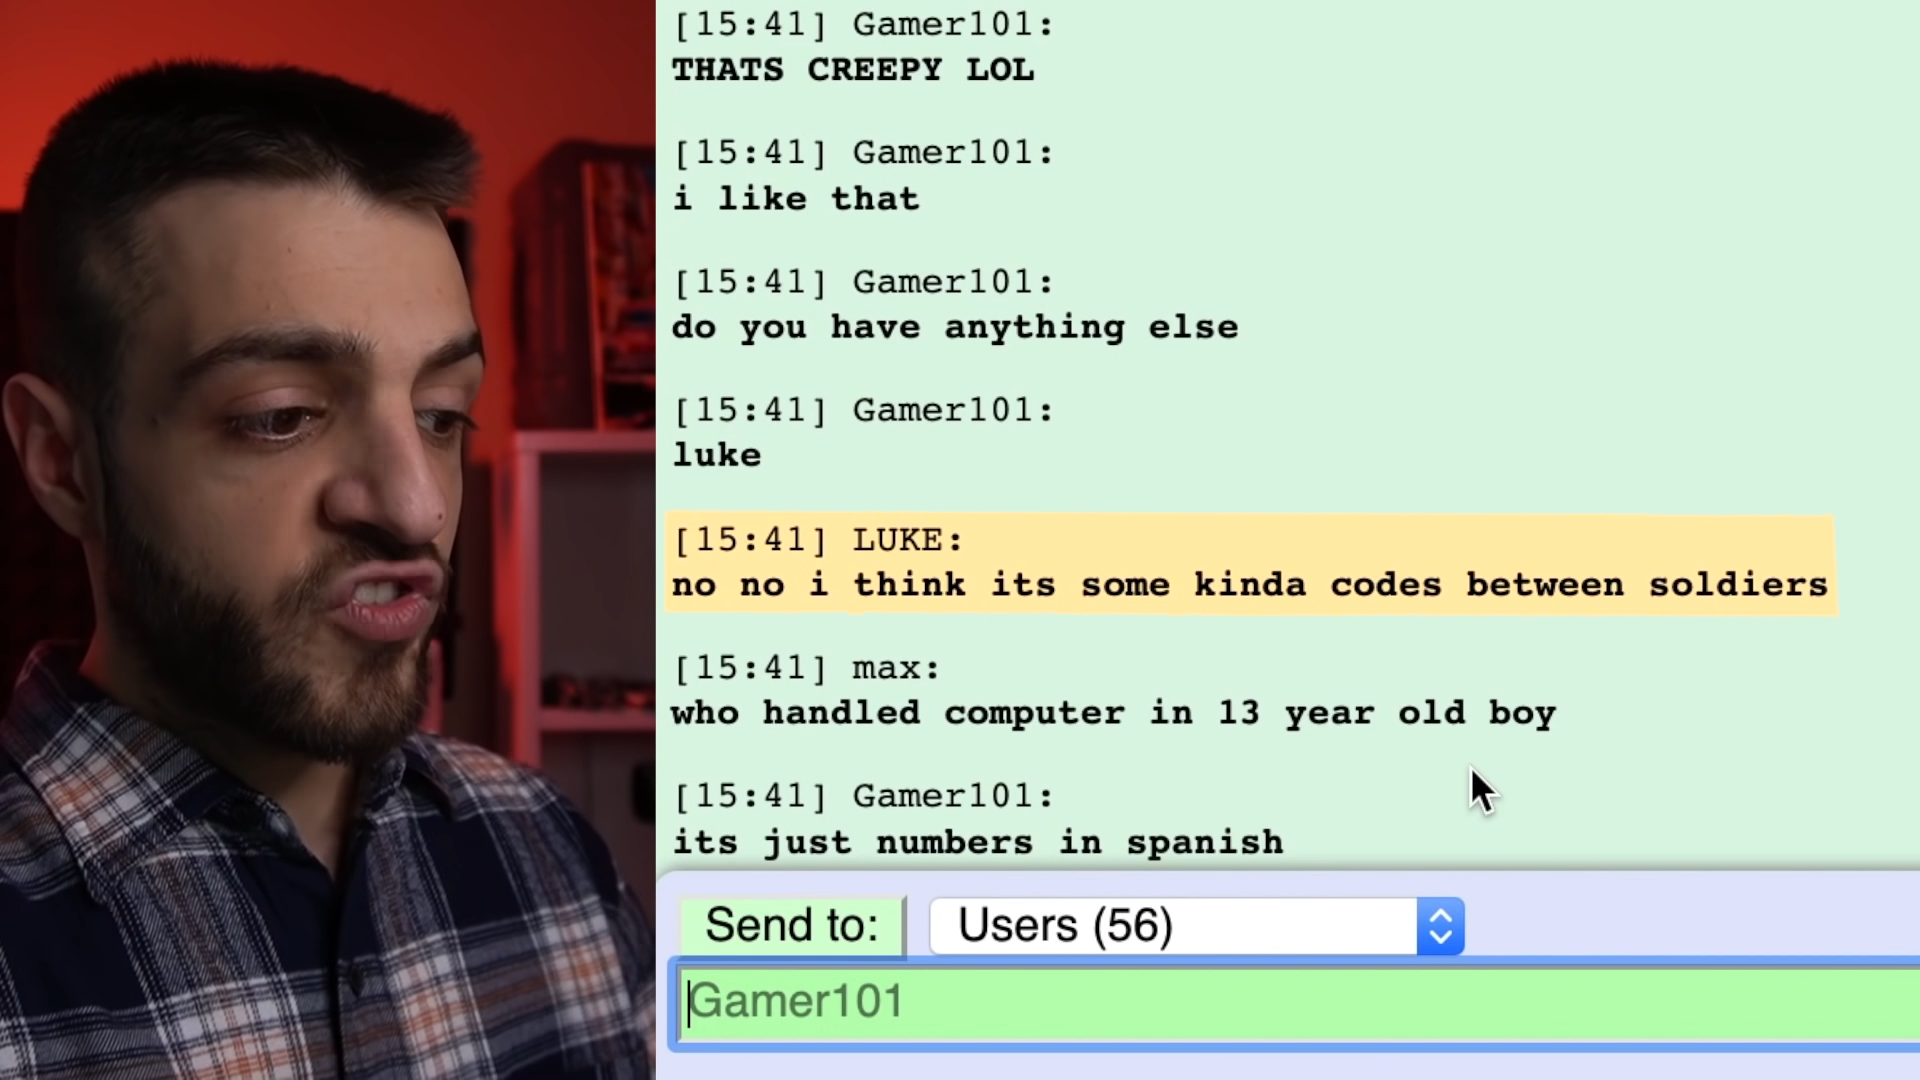 [15:41] Gamer101:
THATS CREEPY LOL
[15:41] Gamer101:
i like that
[15:41] Gamer101:
do you have anything else
[15:41] Gamer101:
luke
[15:41] LUKE:
no no i think its some kinda codes between soldiers
[15:41] max:
who handled computer in 13 year old boy
[15:41] Gamer101:
its just numbers in spanish
Send to: Users (56)
Gamer101